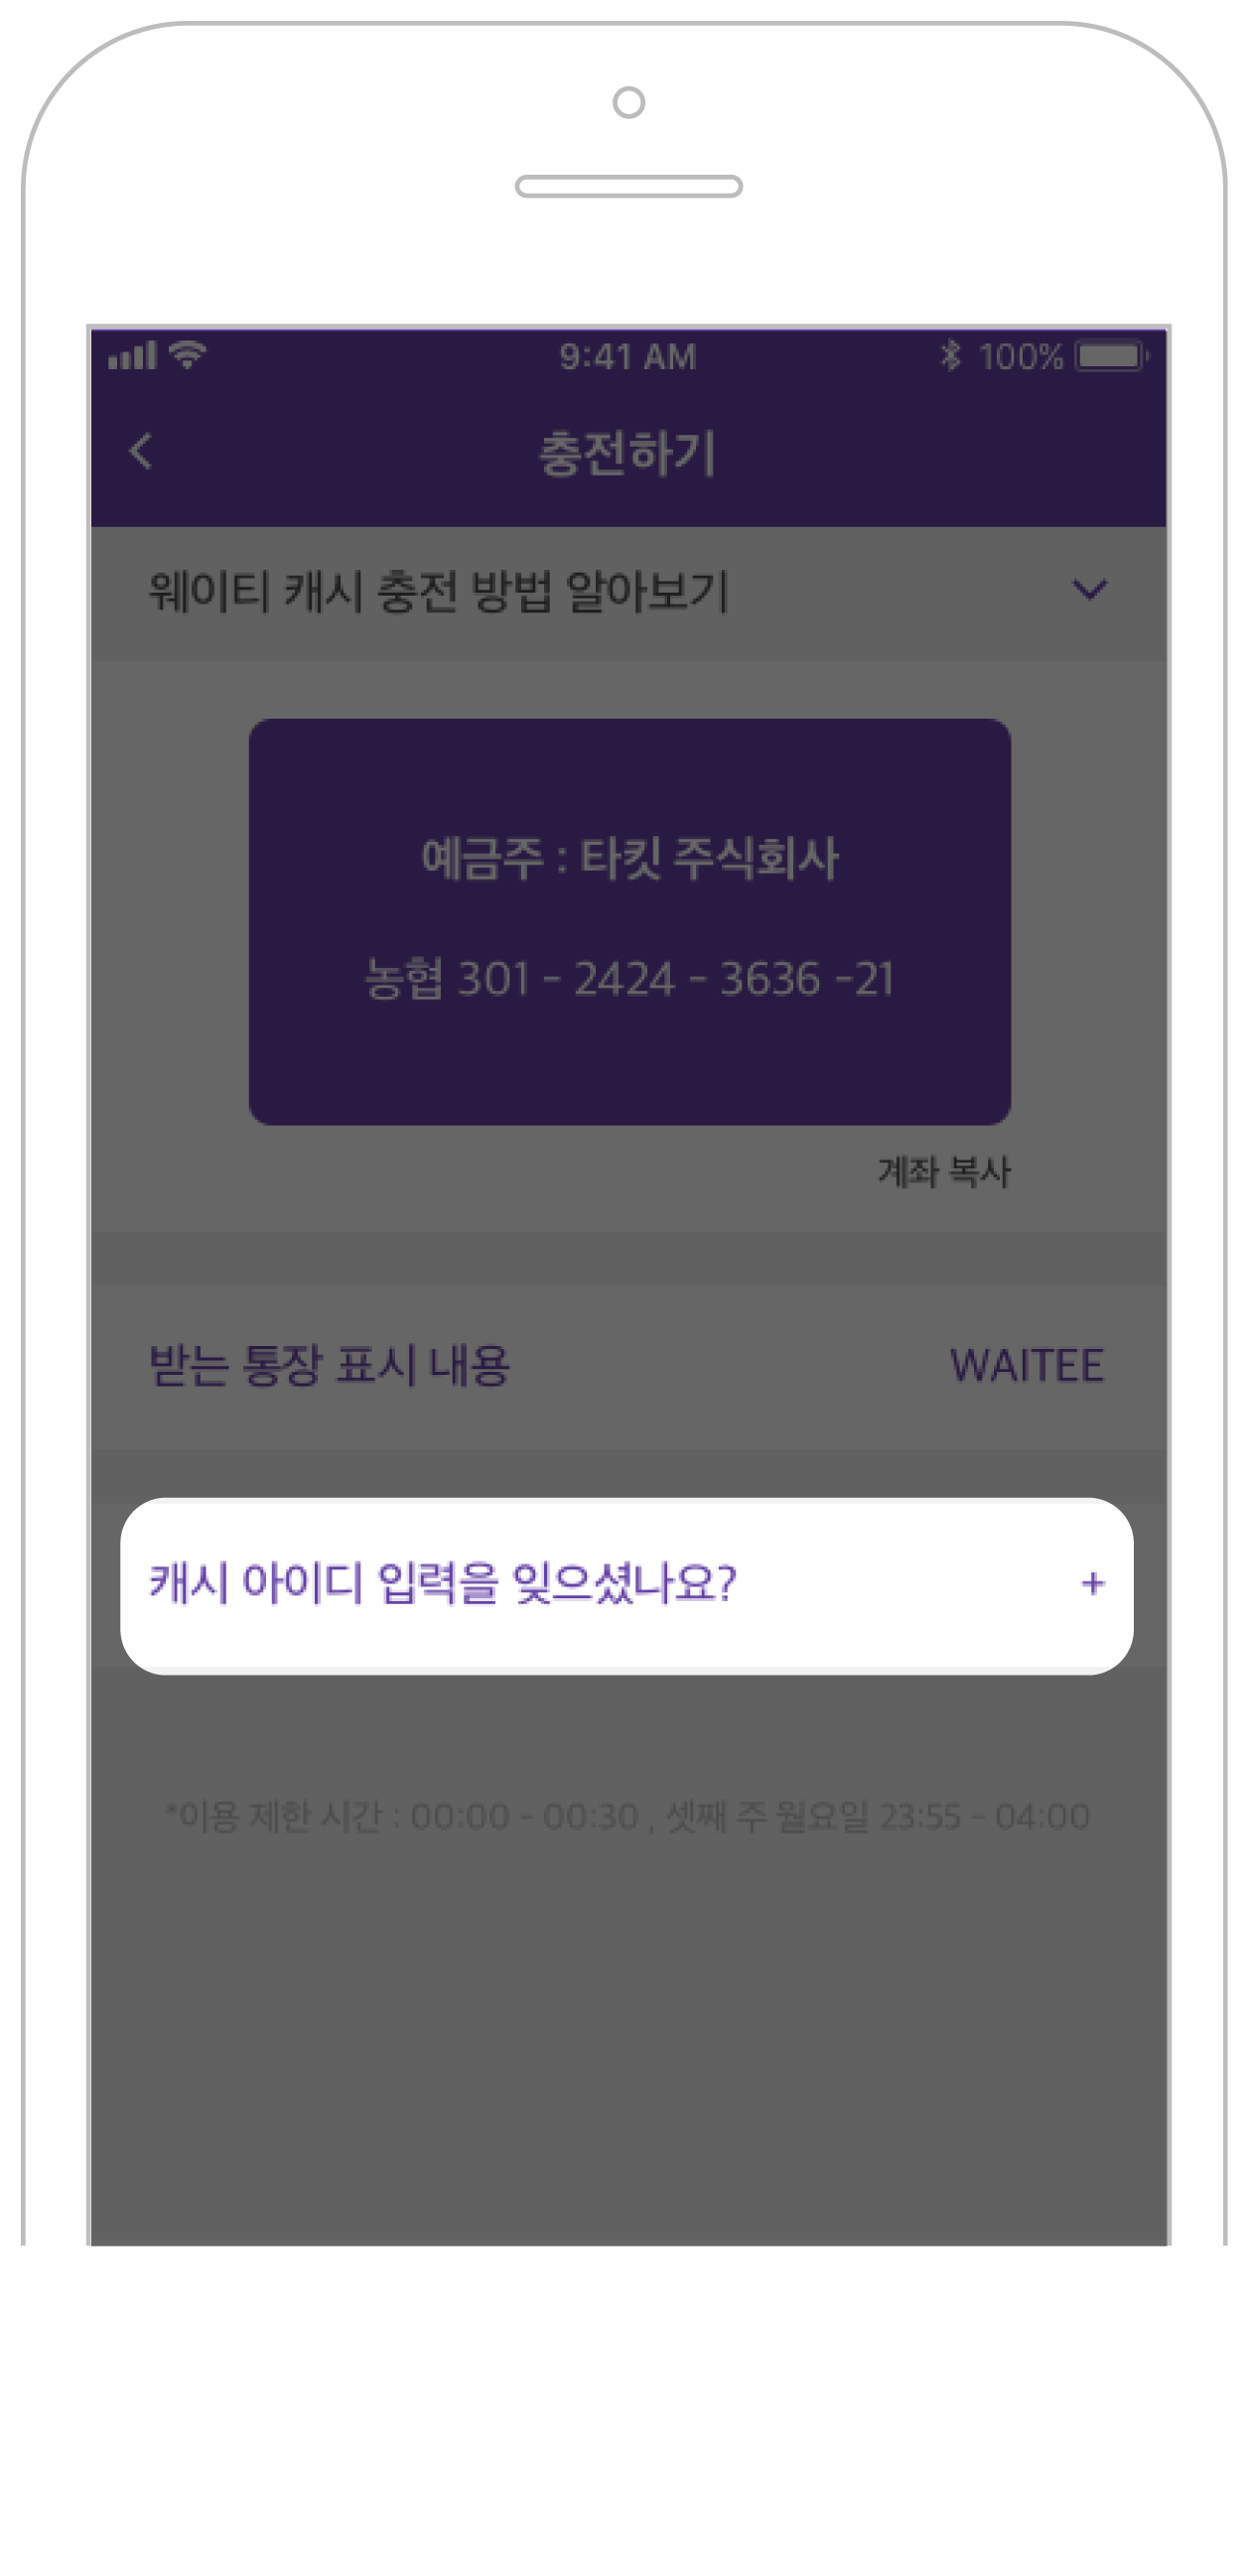 9:41 AM 100%
충전하기
웨이티 캐시 충전 방법 알아보기
예금주 : 타킷 주식회사
농협 301 - 2424 - 3636 -21
계좌 복사
받는 통장 표시 내용 WAITEE
캐시 아이디 입력을 잊으셨나요? +
*이용 제한 시간 : 00:00 - 00:30 , 셋째 주 월요일 23:55 - 04:00